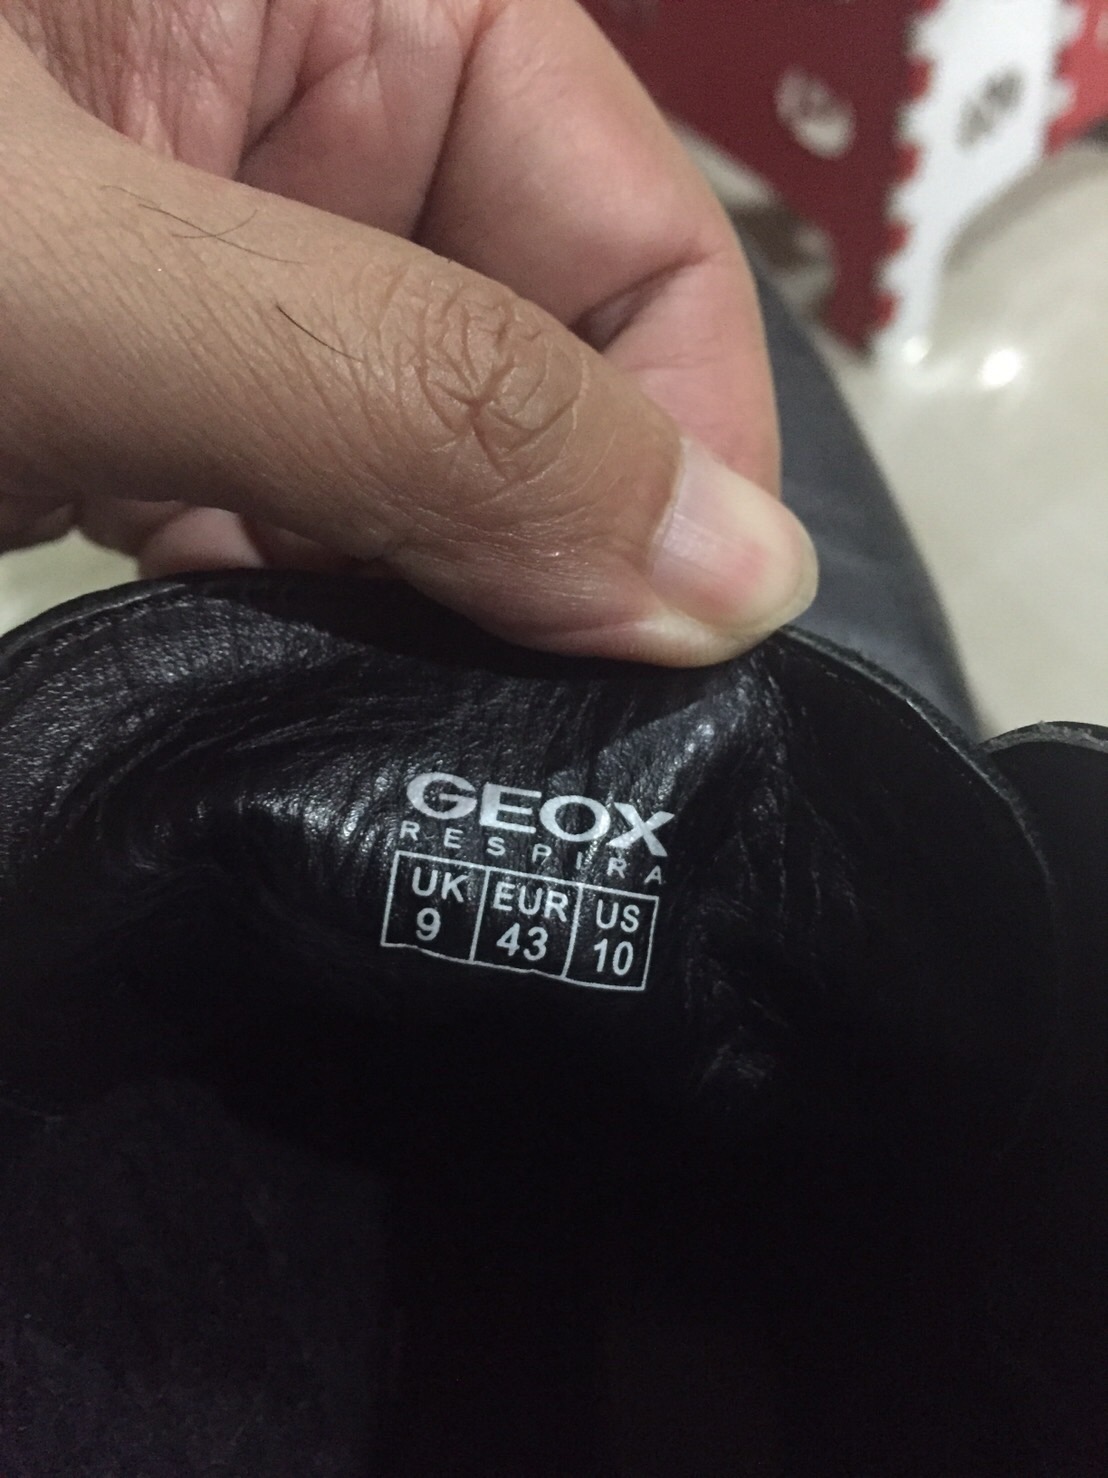 GEOX
RESPIRA
UK EUR US
9 43 10